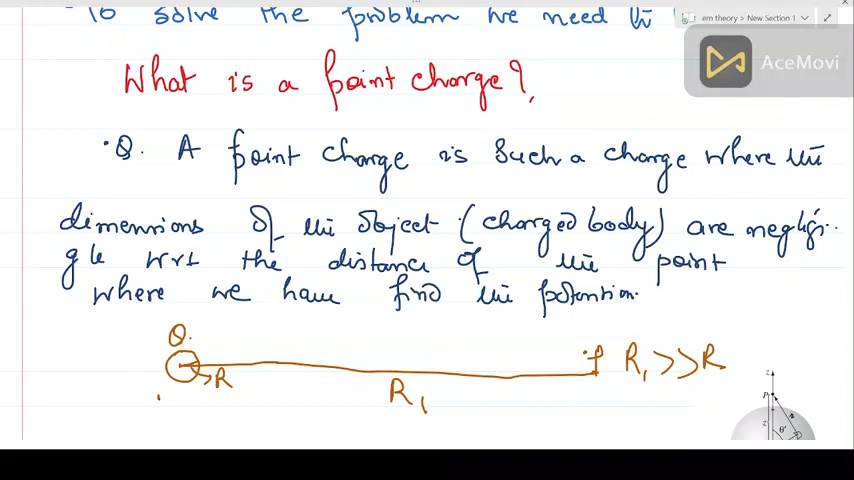 · To solve the problem we need
em theory > New Section 1
AceMovi
What is a point charge?
·Q. A point charge is such a charge where the
dimensions of the object (charged body) are negligi
gle wrt the distance of the point
where we have find the potention.
Q
R
R₁
P R₁ >> R
z
P
z
θ'